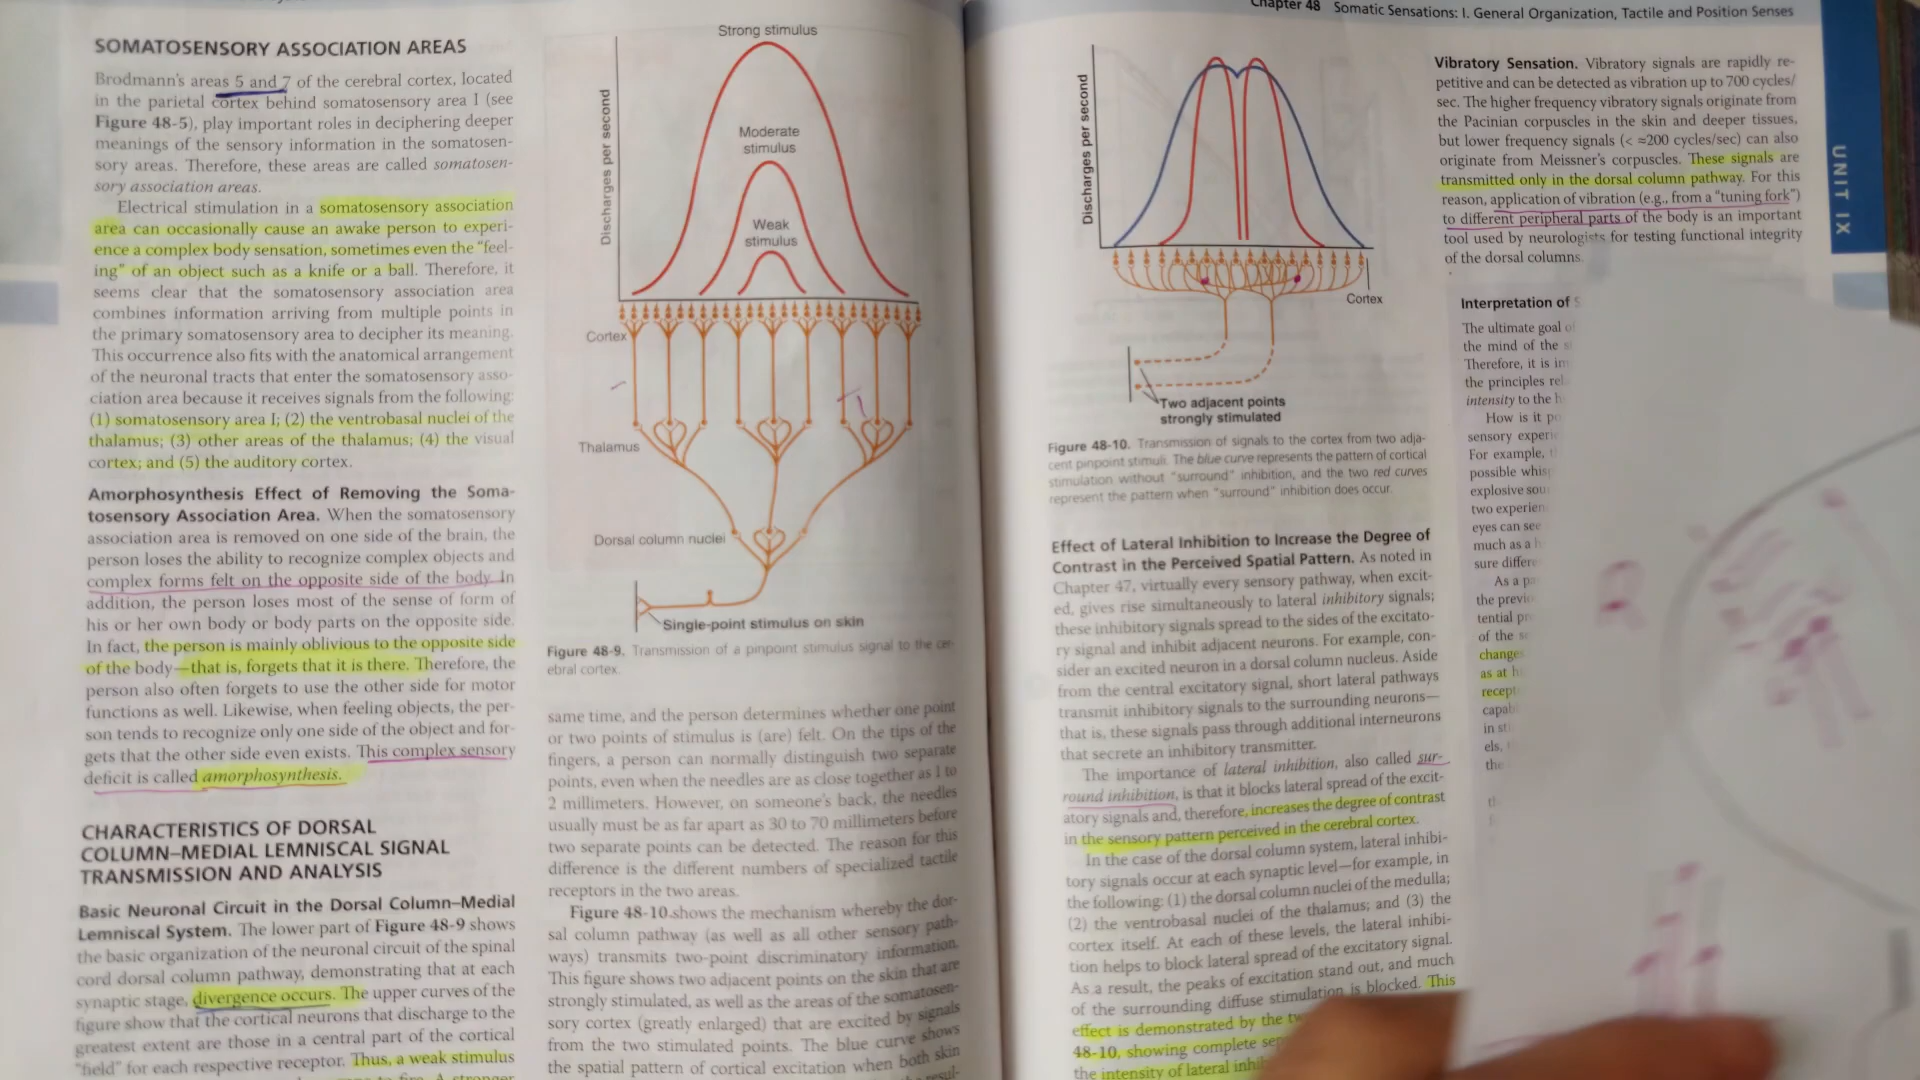 Chapter 48 Somatic Sensations: I. General Organization, Tactile and Position Senses
UNIT IX
SOMATOSENSORY ASSOCIATION AREAS
Brodmann's areas 5 and 7 of the cerebral cortex, located
in the parietal cortex behind somatosensory area I (see
Figure 48-5), play important roles in deciphering deeper
meanings of the sensory information in the somatosen-
sory areas. Therefore, these areas are called somatosen-
sory association areas.
Electrical stimulation in a somatosensory association
area can occasionally cause an awake person to experi-
ence a complex body sensation, sometimes even the "feel-
ing" of an object such as a knife or a ball. Therefore, it
seems clear that the somatosensory association area
combines information arriving from multiple points in
the primary somatosensory area to decipher its meaning.
This occurrence also fits with the anatomical arrangement
of the neuronal tracts that enter the somatosensory asso-
ciation area because it receives signals from the following:
(1) somatosensory area I; (2) the ventrobasal nuclei of the
thalamus; (3) other areas of the thalamus; (4) the visual
cortex; and (5) the auditory cortex.
Amorphosynthesis Effect of Removing the Soma-
tosensory Association Area. When the somatosensory
association area is removed on one side of the brain, the
person loses the ability to recognize complex objects and
complex forms felt on the opposite side of the body. In
addition, the person loses most of the sense of form of
his or her own body or body parts on the opposite side.
In fact, the person is mainly oblivious to the opposite side
of the body—that is, forgets that it is there. Therefore, the
person also often forgets to use the other side for motor
functions as well. Likewise, when feeling objects, the per-
son tends to recognize only one side of the object and for-
gets that the other side even exists. This complex sensory
deficit is called amorphosynthesis.
CHARACTERISTICS OF DORSAL
COLUMN–MEDIAL LEMNISCAL SIGNAL
TRANSMISSION AND ANALYSIS
Basic Neuronal Circuit in the Dorsal Column–Medial
Lemniscal System. The lower part of Figure 48-9 shows
the basic organization of the neuronal circuit of the spinal
cord dorsal column pathway, demonstrating that at each
synaptic stage, divergence occurs. The upper curves of the
figure show that the cortical neurons that discharge to the
greatest extent are those in a central part of the cortical
"field" for each respective receptor. Thus, a weak stimulus
Strong stimulus
Discharges per second
Moderate
stimulus
Weak
stimulus
Cortex
Thalamus
Dorsal column nuclei
Single-point stimulus on skin
Figure 48-9. Transmission of a pinpoint stimulus signal to the cer-
ebral cortex.
same time, and the person determines whether one point
or two points of stimulus is (are) felt. On the tips of the
fingers, a person can normally distinguish two separate
points, even when the needles are as close together as 1 to
2 millimeters. However, on someone's back, the needles
usually must be as far apart as 30 to 70 millimeters before
two separate points can be detected. The reason for this
difference is the different numbers of specialized tactile
receptors in the two areas.
Figure 48-10 shows the mechanism whereby the dor-
sal column pathway (as well as all other sensory path-
ways) transmits two-point discriminatory information.
This figure shows two adjacent points on the skin that are
strongly stimulated, as well as the areas of the somatosen-
sory cortex (greatly enlarged) that are excited by signals
from the two stimulated points. The blue curve shows
the spatial pattern of cortical excitation when both skin
Discharges per second
Cortex
Two adjacent points
strongly stimulated
Figure 48-10. Transmission of signals to the cortex from two adja-
cent pinpoint stimuli. The blue curve represents the pattern of cortical
stimulation without "surround" inhibition, and the two red curves
represent the pattern when "surround" inhibition does occur.
Effect of Lateral Inhibition to Increase the Degree of
Contrast in the Perceived Spatial Pattern. As noted in
Chapter 47, virtually every sensory pathway, when excit-
ed, gives rise simultaneously to lateral inhibitory signals;
these inhibitory signals spread to the sides of the excitato-
ry signal and inhibit adjacent neurons. For example, con-
sider an excited neuron in a dorsal column nucleus. Aside
from the central excitatory signal, short lateral pathways
transmit inhibitory signals to the surrounding neurons—
that is, these signals pass through additional interneurons
that secrete an inhibitory transmitter.
The importance of lateral inhibition, also called sur-
round inhibition, is that it blocks lateral spread of the excit-
atory signals and, therefore, increases the degree of contrast
in the sensory pattern perceived in the cerebral cortex.
In the case of the dorsal column system, lateral inhibi-
tory signals occur at each synaptic level—for example, in
the following: (1) the dorsal column nuclei of the medulla;
(2) the ventrobasal nuclei of the thalamus; and (3) the
cortex itself. At each of these levels, the lateral inhibi-
tion helps to block lateral spread of the excitatory signal.
As a result, the peaks of excitation stand out, and much
of the surrounding diffuse stimulation is blocked. This
effect is demonstrated by the
48-10, showing complete
the intensity of lateral
Vibratory Sensation. Vibratory signals are rapidly re-
petitive and can be detected as vibration up to 700 cycles/
sec. The higher frequency vibratory signals originate from
the Pacinian corpuscles in the skin and deeper tissues,
but lower frequency signals (< ≈200 cycles/sec) can also
originate from Meissner's corpuscles. These signals are
transmitted only in the dorsal column pathway. For this
reason, application of vibration (e.g., from a "tuning fork")
to different peripheral parts of the body is an important
tool used by neurologists for testing functional integrity
of the dorsal columns.
Interpretation of
The ultimate goal
the mind of the
Therefore, it is
the principles
intensity to the
How is it
sensory
For example,
possible
explosive
two
eyes can see
much as a
sure
As a
the
of the
changes
as at
in
the